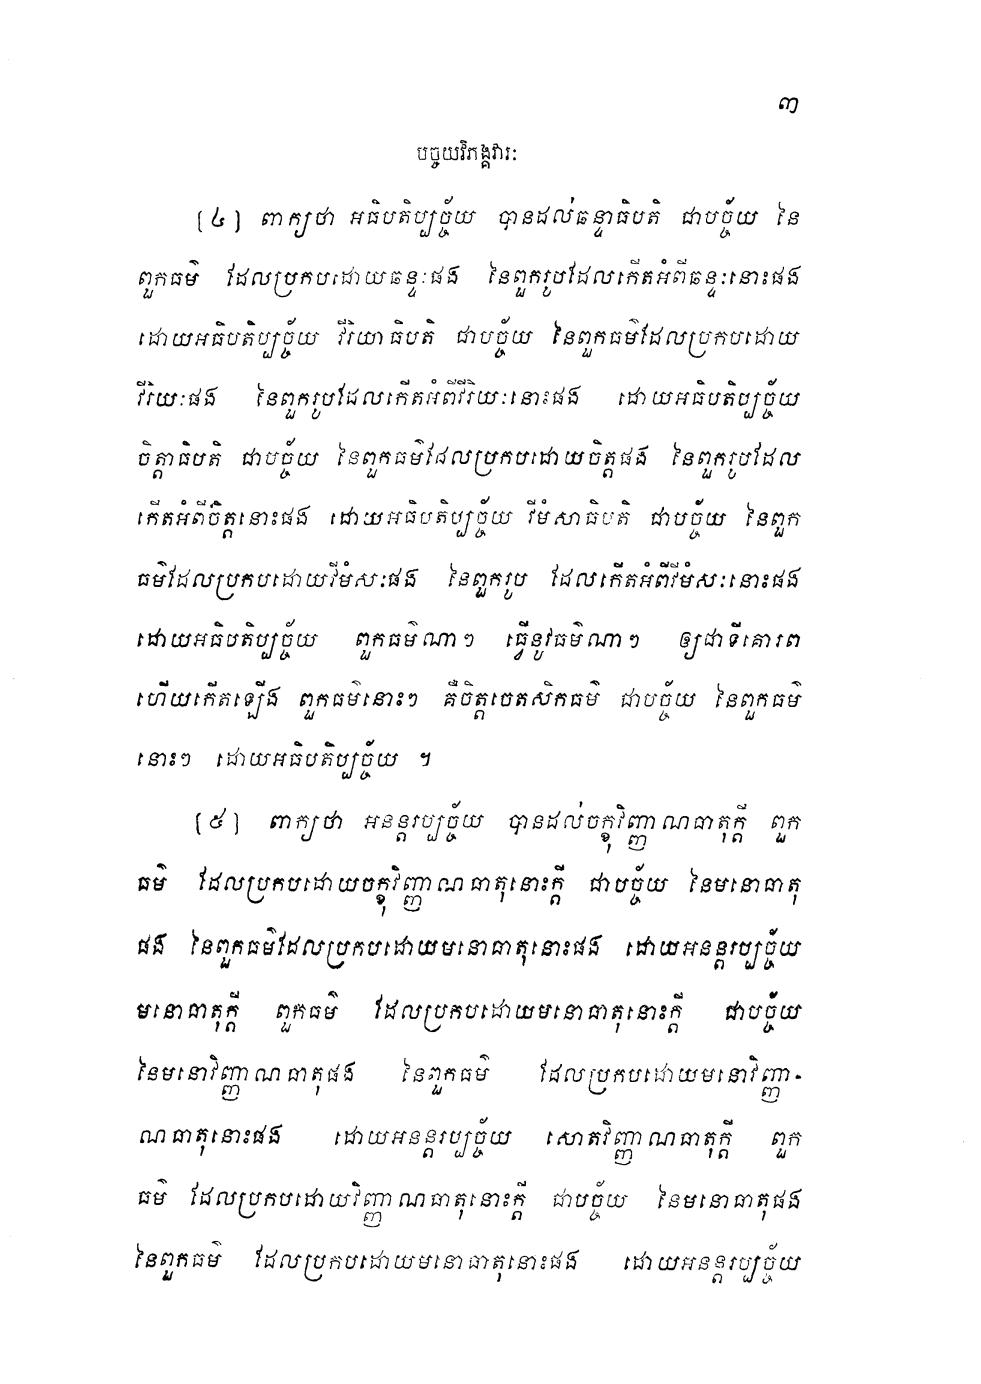 ៣
បច្ចយវិភង្គវារៈ
[៤] ពាក្យថា អធិបតិប្បច្ច័យ បានដល់ឆន្ទាធិបតិ ជាបច្ច័យ នៃ
ពួកធម៌ ដែលប្រកបដោយឆន្ទៈផង នៃពួករូបដែលកើតអំពីឆន្ទៈនោះផង
ដោយអធិបតិប្បច្ច័យ វីរិយាធិបតិ ជាបច្ច័យ នៃពួកធម៌ដែលប្រកបដោយ
វីរិយៈផង នៃពួករូបដែលកើតអំពីវីរិយៈនោះផង ដោយអធិបតិប្បច្ច័យ
ចិត្តាធិបតិ ជាបច្ច័យ នៃពួកធម៌ដែលប្រកបដោយចិត្តផង នៃពួករូបដែល
កើតអំពីចិត្តនោះផង ដោយអធិបតិប្បច្ច័យ វីមំសាធិបតិ ជាបច្ច័យ នៃពួក
ធម៌ដែលប្រកបដោយវីមំសៈផង នៃពួករូប ដែលកើតអំពីវីមំសៈនោះផង
ដោយអធិបតិប្បច្ច័យ ពួកធម៌ណាៗ ធ្វើនូវធម៌ណាៗ ឲ្យជាទីគោរព
ហើយកើតឡើង ពួកធម៌នោះៗ គឺចិត្តចេតសិកធម៌ ជាបច្ច័យ នៃពួកធម៌
នោះៗ ដោយអធិបតិប្បច្ច័យ ។
[៥] ពាក្យថា អនន្តរប្បច្ច័យ បានដល់ចក្ខុវិញ្ញាណធាតុក្តី ពួក
ធម៌ ដែលប្រកបដោយចក្ខុវិញ្ញាណធាតុនោះក្តី ជាបច្ច័យ នៃមនោធាតុ
ផង នៃពួកធម៌ដែលប្រកបដោយមនោធាតុនោះផង ដោយអនន្តរប្បច្ច័យ
មនោធាតុក្តី ពួកធម៌ ដែលប្រកបដោយមនោធាតុនោះក្តី ជាបច្ច័យ
នៃមនោវិញ្ញាណធាតុផង នៃពួកធម៌ ដែលប្រកបដោយមនោវិញ្ញា-
ណធាតុនោះផង ដោយអនន្តរប្បច្ច័យ សោតវិញ្ញាណធាតុក្តី ពួក
ធម៌ ដែលប្រកបដោយវិញ្ញាណធាតុនោះក្តី ជាបច្ច័យ នៃមនោធាតុផង
នៃពួកធម៌ ដែលប្រកបដោយមនោធាតុនោះផង ដោយអនន្តរប្បច្ច័យ